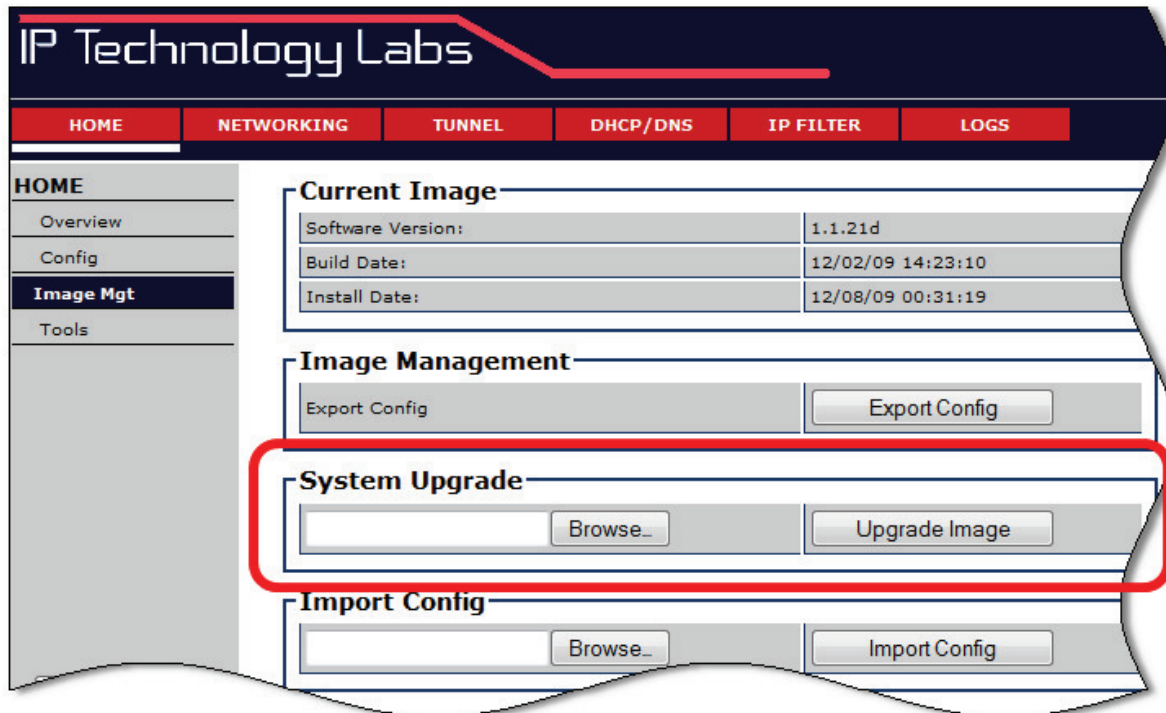 IP Technology Labs
HOME NETWORKING TUNNEL DHCP/DNS IP FILTER LOGS
HOME
Overview
Config
Image Mgt
Tools
Current Image
Software Version: 1.1.21d
Build Date: 12/02/09 14:23:10
Install Date: 12/08/09 00:31:19
Image Management
Export Config Export Config
System Upgrade
Browse... Upgrade Image
Import Config
Browse... Import Config